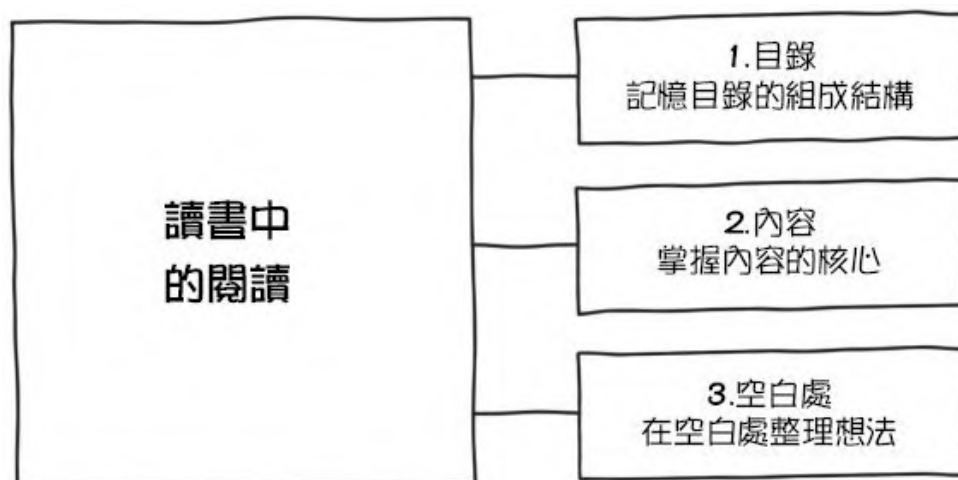 讀書中
的閱讀
1.目錄
記憶目錄的組成結構
2.內容
掌握內容的核心
3.空白處
在空白處整理想法